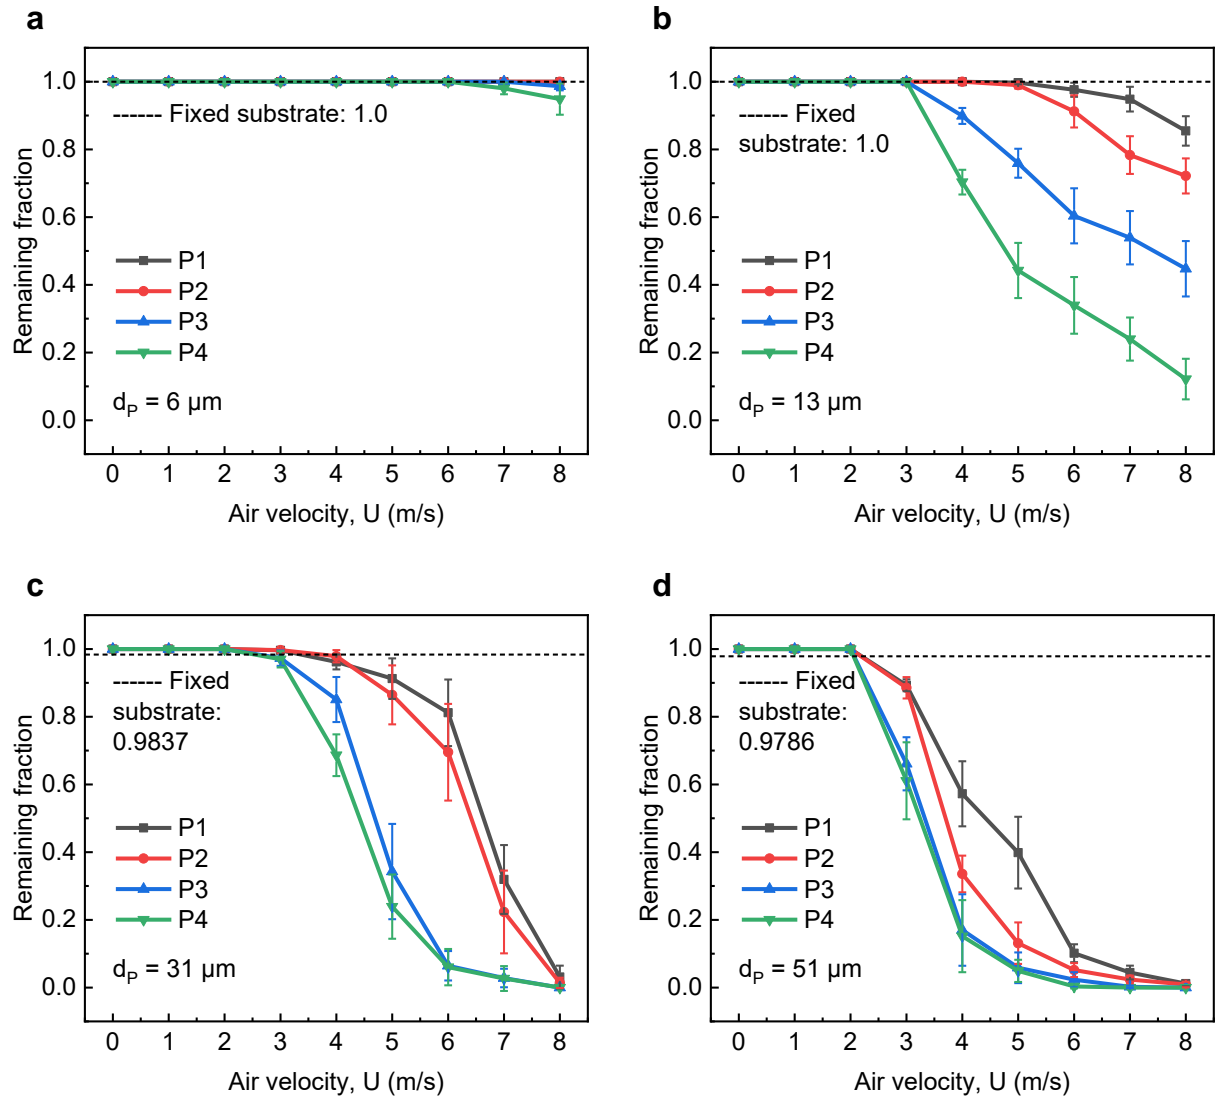 a
1.0
0.8
0.6
0.4
0.2
0.0
Remaining fraction
------ Fixed substrate: 1.0
P1
P2
P3
P4
dP = 6 µm
0 1 2 3 4 5 6 7 8
Air velocity, U (m/s)
b
1.0
0.8
0.6
0.4
0.2
0.0
Remaining fraction
------ Fixed
substrate: 1.0
P1
P2
P3
P4
dP = 13 µm
0 1 2 3 4 5 6 7 8
Air velocity, U (m/s)
c
1.0
0.8
0.6
0.4
0.2
0.0
Remaining fraction
------ Fixed
substrate:
0.9837
P1
P2
P3
P4
dP = 31 µm
0 1 2 3 4 5 6 7 8
Air velocity, U (m/s)
d
1.0
0.8
0.6
0.4
0.2
0.0
Remaining fraction
------ Fixed
substrate:
0.9786
P1
P2
P3
P4
dP = 51 µm
0 1 2 3 4 5 6 7 8
Air velocity, U (m/s)